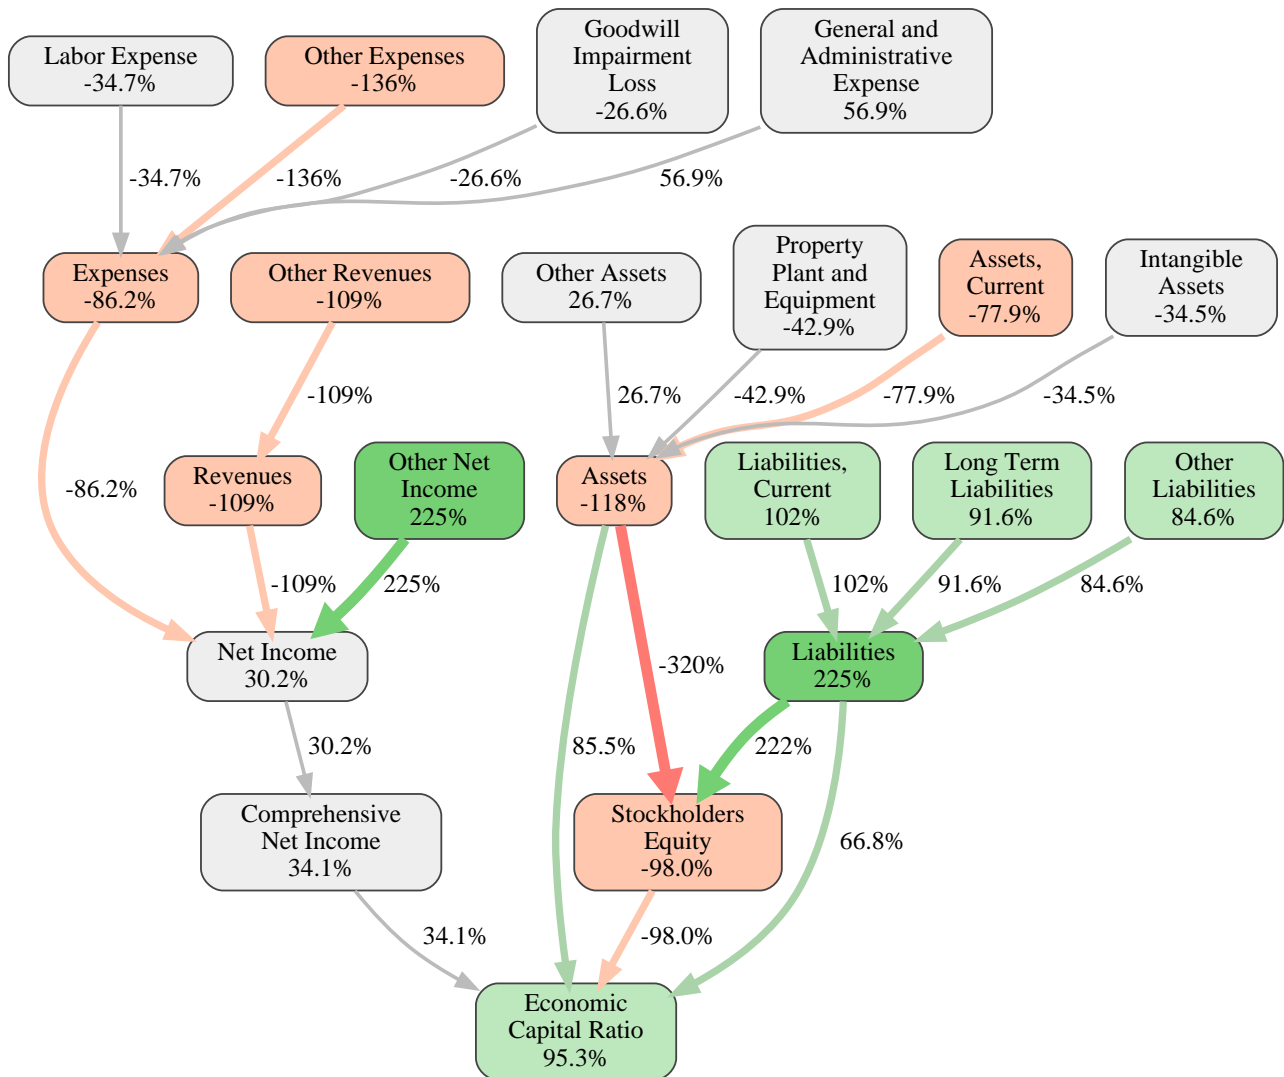 Labor Expense
-34.7%
Other Expenses
-136%
Goodwill
Impairment
Loss
-26.6%
General and
Administrative
Expense
56.9%
-34.7%
-136%
-26.6%
56.9%
Expenses
-86.2%
Other Revenues
-109%
Other Assets
26.7%
Property
Plant and
Equipment
-42.9%
Assets,
Current
-77.9%
Intangible
Assets
-34.5%
-109%
26.7%
-42.9%
-77.9%
-34.5%
-86.2%
Revenues
-109%
Other Net
Income
225%
Assets
-118%
Liabilities,
Current
102%
Long Term
Liabilities
91.6%
Other
Liabilities
84.6%
-109%
225%
102%
91.6%
84.6%
Net Income
30.2%
-320%
Liabilities
225%
30.2%
85.5%
222%
Comprehensive
Net Income
34.1%
Stockholders
Equity
-98.0%
66.8%
34.1%
-98.0%
Economic
Capital Ratio
95.3%